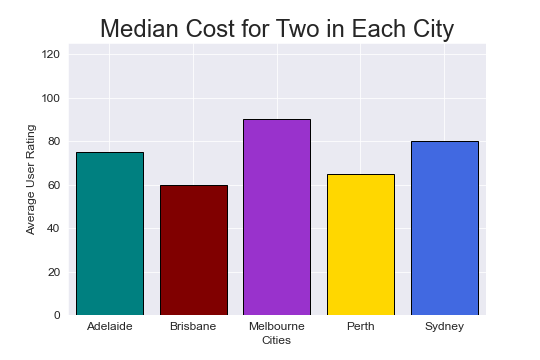 Median Cost for Two in Each City
120
100
80
60
40
20
0
Average User Rating
Adelaide Brisbane Melbourne Perth Sydney
Cities